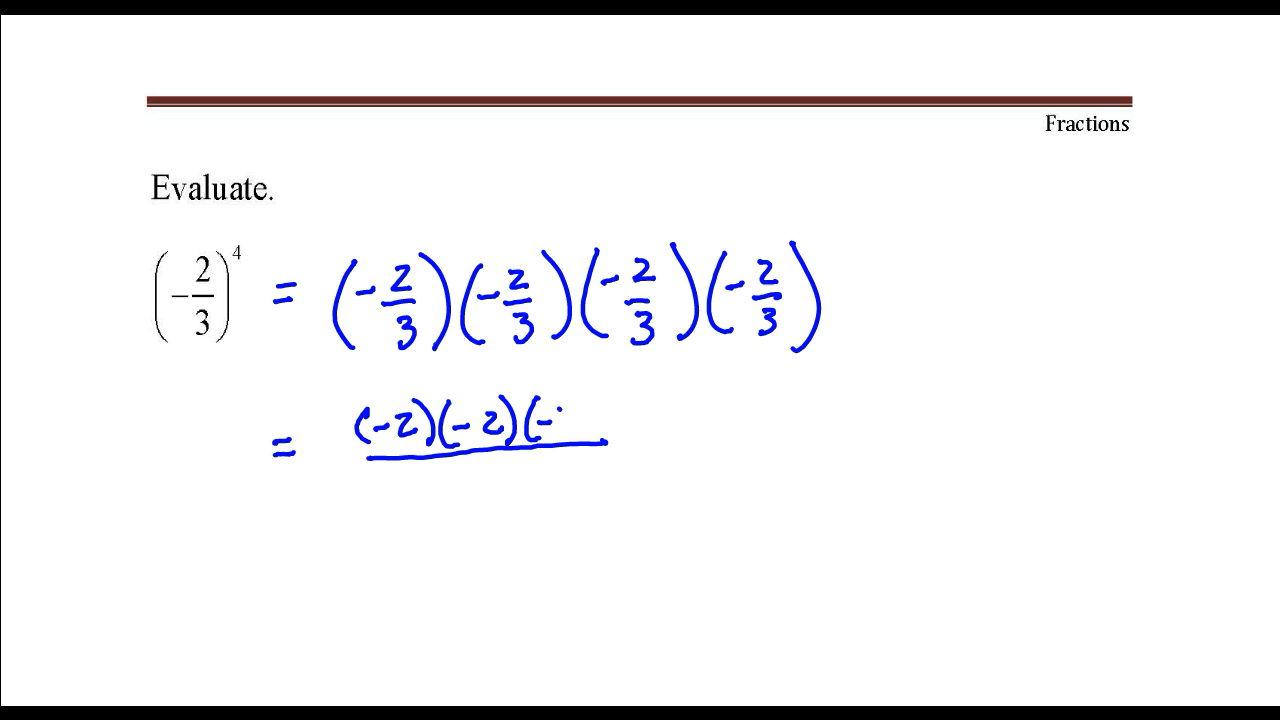 Fractions
Evaluate.
(-2/3)^4 = (-2/3)(-2/3)(-2/3)(-2/3)
= (-2)(-2)(-